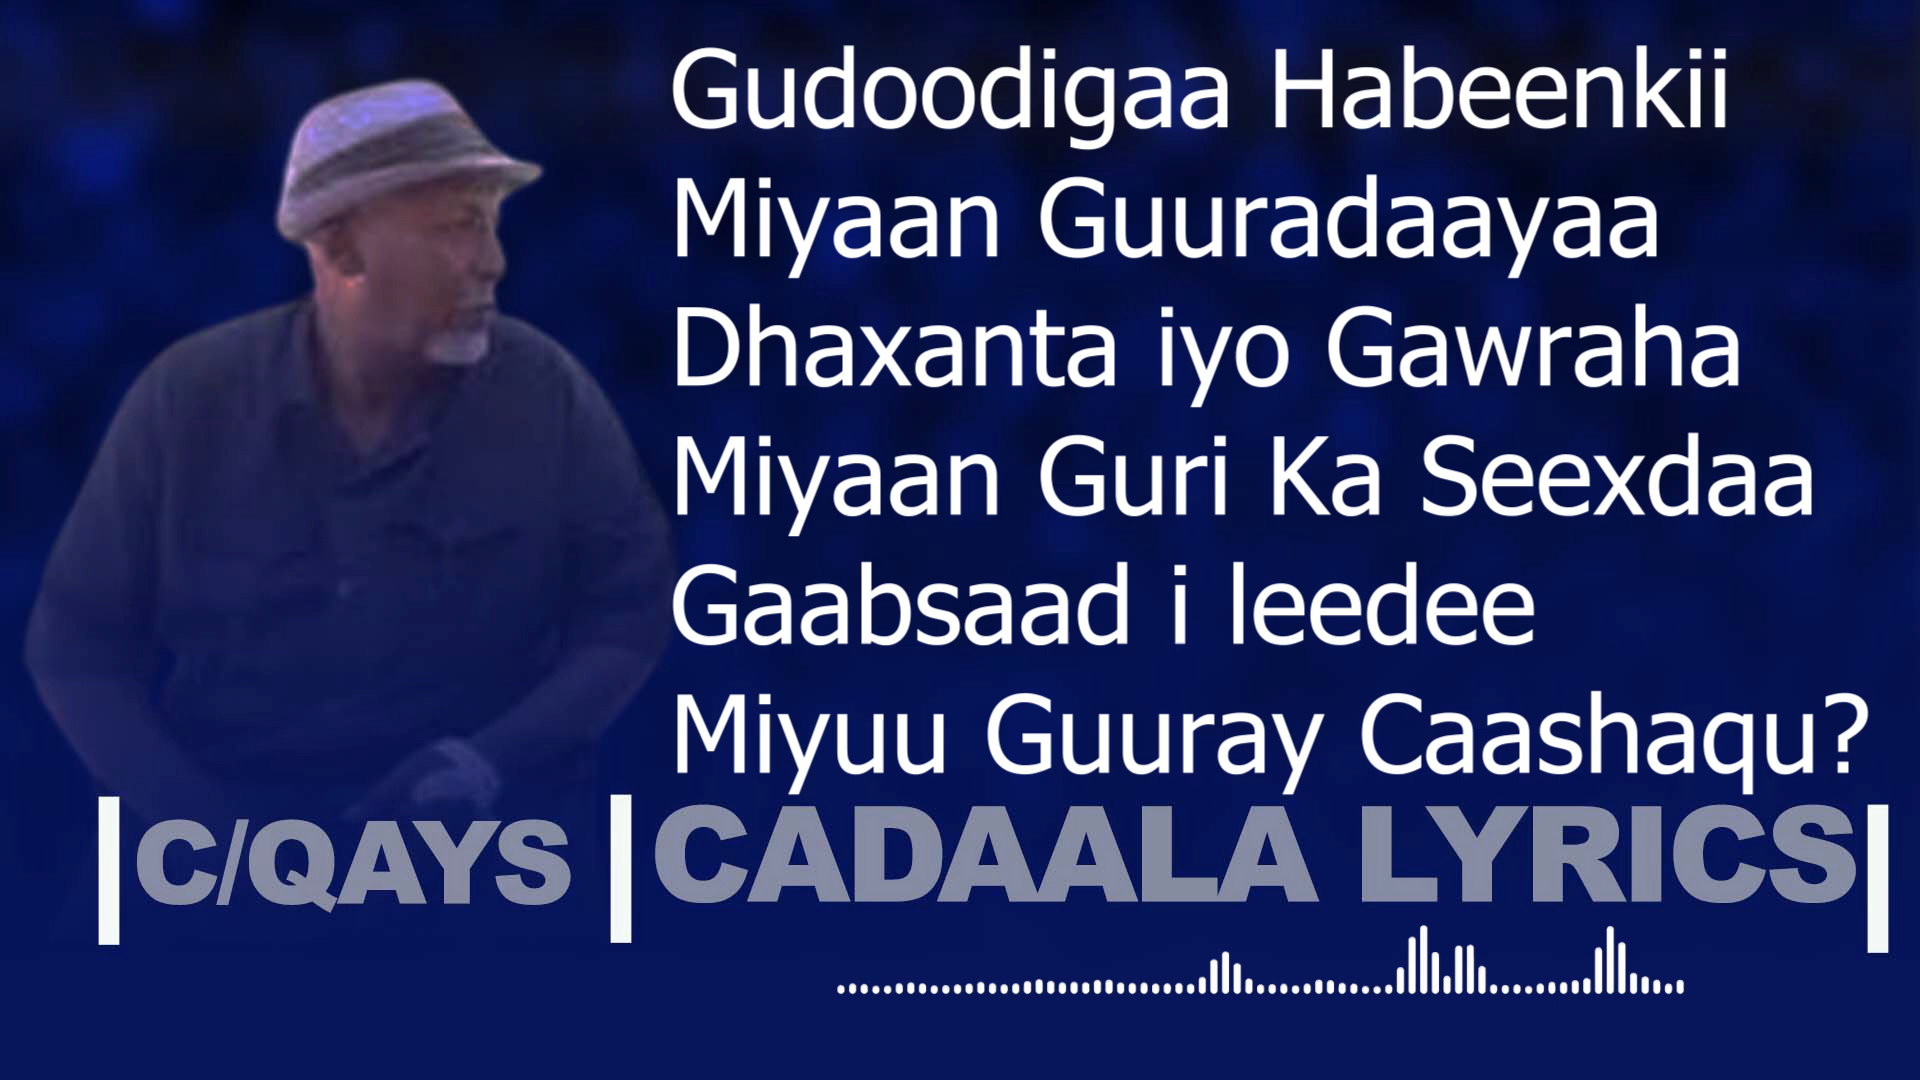 Gudoodigaa Habeenkii
Miyaan Guuradaayaa
Dhaxanta iyo Gawraha
Miyaan Guri Ka Seexdaa
Gaabsaad i leedee
Miyuu Guuray Caashaqu?
|C/QAYS |CADAALA LYRICS|